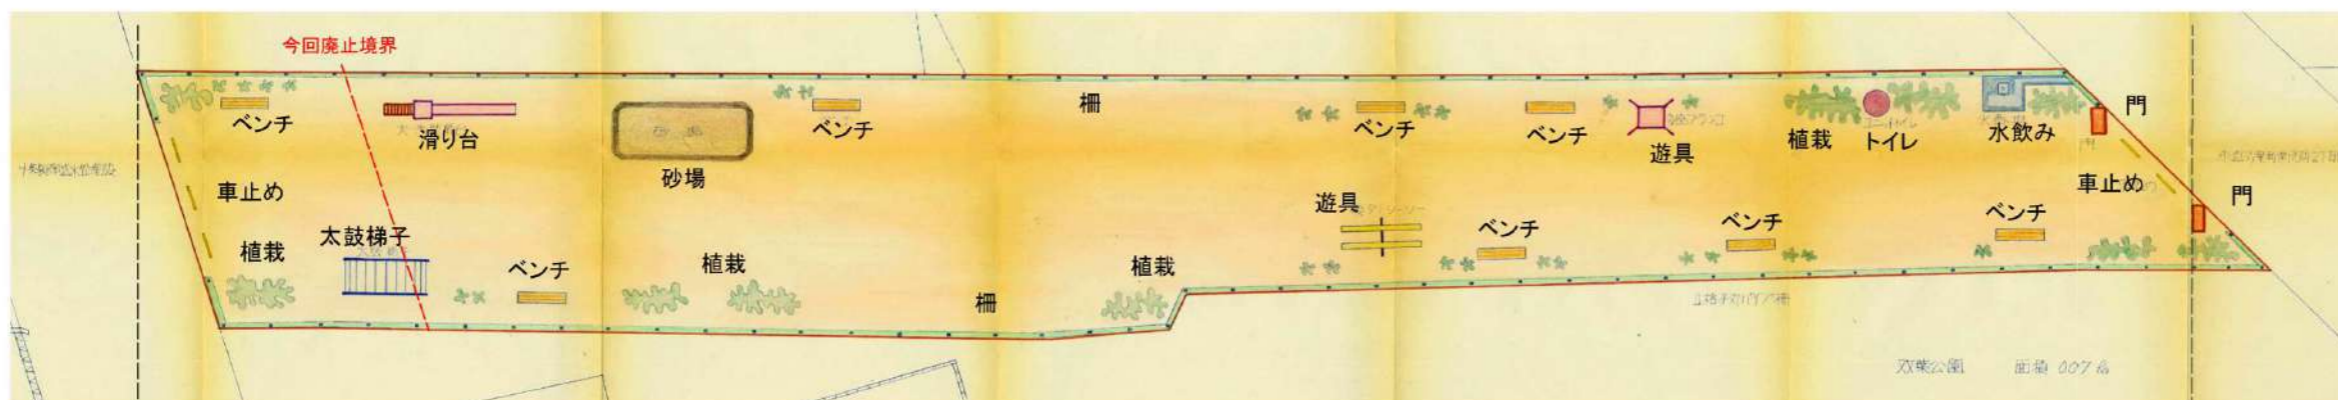 今回廃止境界
柵
門
ベンチ
滑り台
砂場
ベンチ
ベンチ
ベンチ
遊具
植栽
トイレ
水飲み
車止め
車止め
門
遊具
太鼓梯子
ベンチ
ベンチ
ベンチ
植栽
ベンチ
植栽
植栽
柵
双葉公園 面積 007